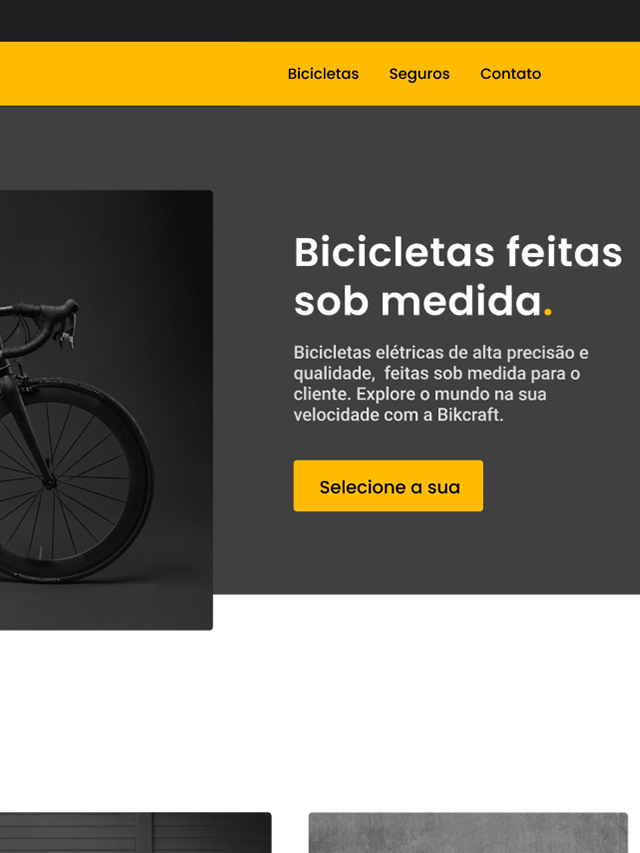 Bicicletas Seguros Contato
Bicicletas feitas
sob medida.
Bicicletas elétricas de alta precisão e
qualidade,  feitas sob medida para o
cliente. Explore o mundo na sua
velocidade com a Bikcraft.
Selecione a sua